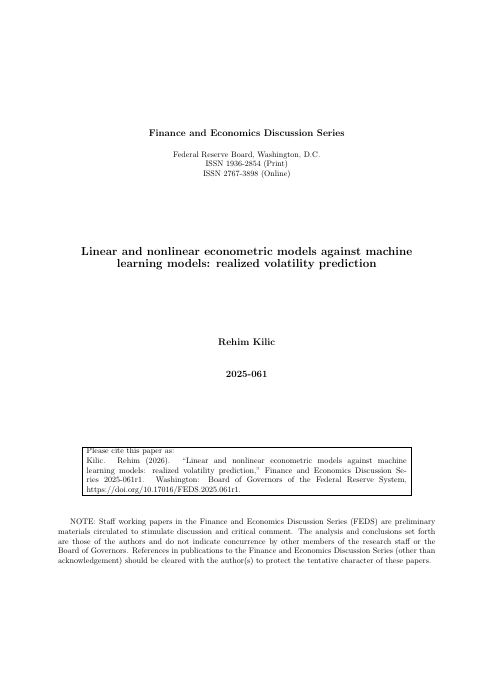 Finance and Economics Discussion Series
Federal Reserve Board, Washington, D.C.
ISSN 1936-2854 (Print)
ISSN 2767-3898 (Online)
Linear and nonlinear econometric models against machine
learning models: realized volatility prediction
Rehim Kilic
2025-061
Please cite this paper as:
Kilic, Rehim (2026). “Linear and nonlinear econometric models against machine
learning models: realized volatility prediction,” Finance and Economics Discussion Se-
ries 2025-061r1. Washington: Board of Governors of the Federal Reserve System,
https://doi.org/10.17016/FEDS.2025.061r1.
NOTE: Staff working papers in the Finance and Economics Discussion Series (FEDS) are preliminary
materials circulated to stimulate discussion and critical comment. The analysis and conclusions set forth
are those of the authors and do not indicate concurrence by other members of the research staff or the
Board of Governors. References in publications to the Finance and Economics Discussion Series (other than
acknowledgement) should be cleared with the author(s) to protect the tentative character of these papers.